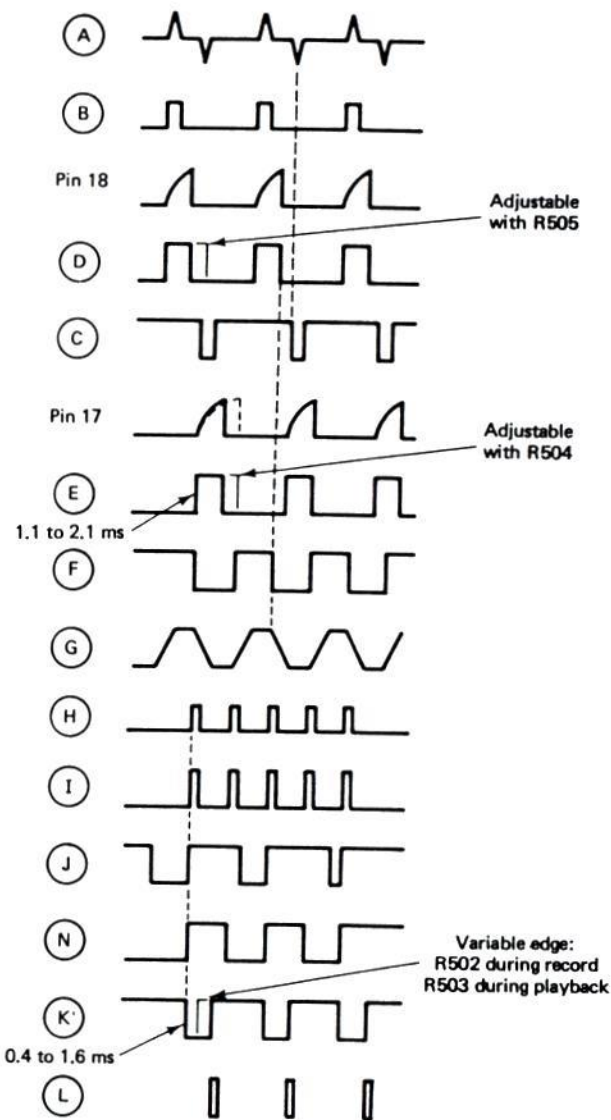 A
B
Pin 18
Adjustable
with R505
D
C
Pin 17
Adjustable
with R504
E
1.1 to 2.1 ms
F
G
H
I
J
N
Variable edge:
R502 during record
R503 during playback
K'
0.4 to 1.6 ms
L